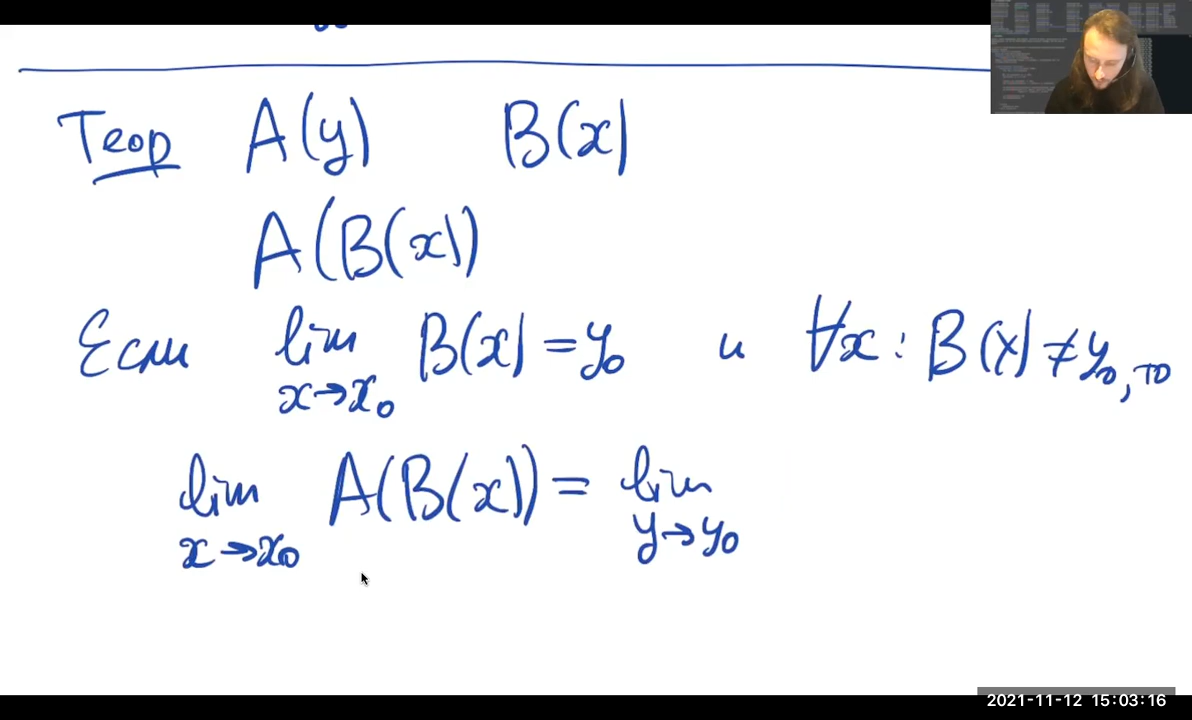 Теор A(y) B(x)
A(B(x))
Если lim B(x) = y₀ и ∀x : B(x) ≠ y₀, то
x→x₀
lim A(B(x)) = lim
x→x₀ y→y₀
2021-11-12 15:03:16